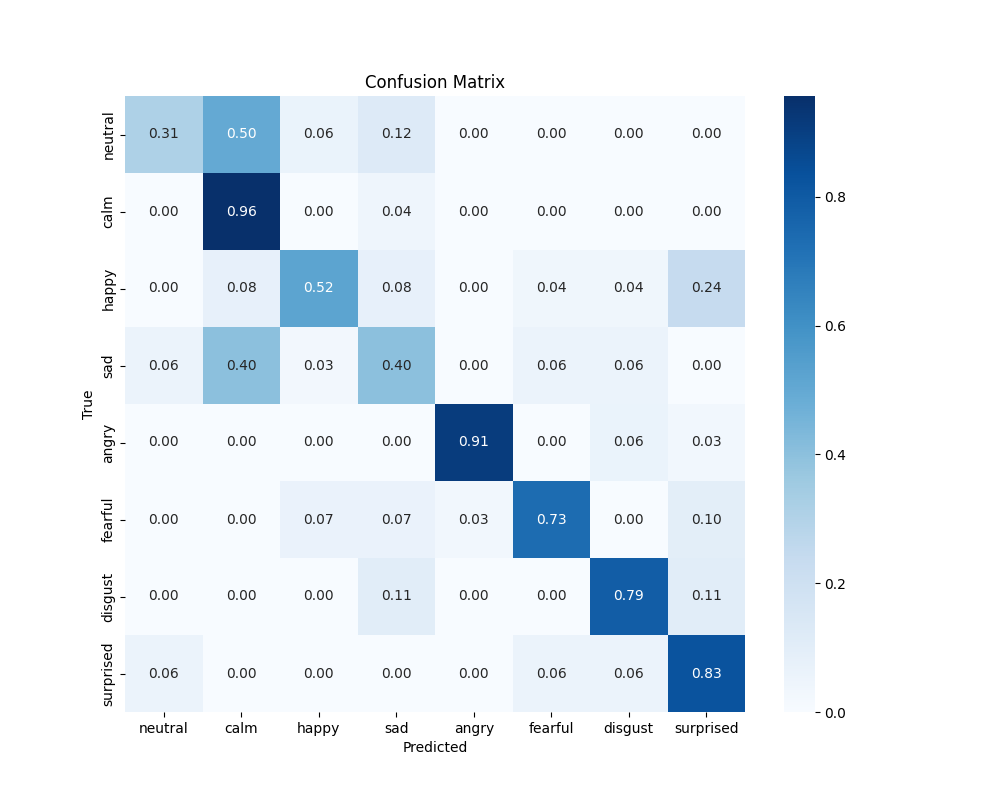 Confusion Matrix
neutral 0.31 0.50 0.06 0.12 0.00 0.00 0.00 0.00
calm 0.00 0.96 0.00 0.04 0.00 0.00 0.00 0.00
happy 0.00 0.08 0.52 0.08 0.00 0.04 0.04 0.24
sad 0.06 0.40 0.03 0.40 0.00 0.06 0.06 0.00
angry 0.00 0.00 0.00 0.00 0.91 0.00 0.06 0.03
fearful 0.00 0.00 0.07 0.07 0.03 0.73 0.00 0.10
disgust 0.00 0.00 0.00 0.11 0.00 0.00 0.79 0.11
surprised 0.06 0.00 0.00 0.00 0.00 0.06 0.06 0.83
neutral calm happy sad angry fearful disgust surprised
Predicted
True
0.8
0.6
0.4
0.2
0.0